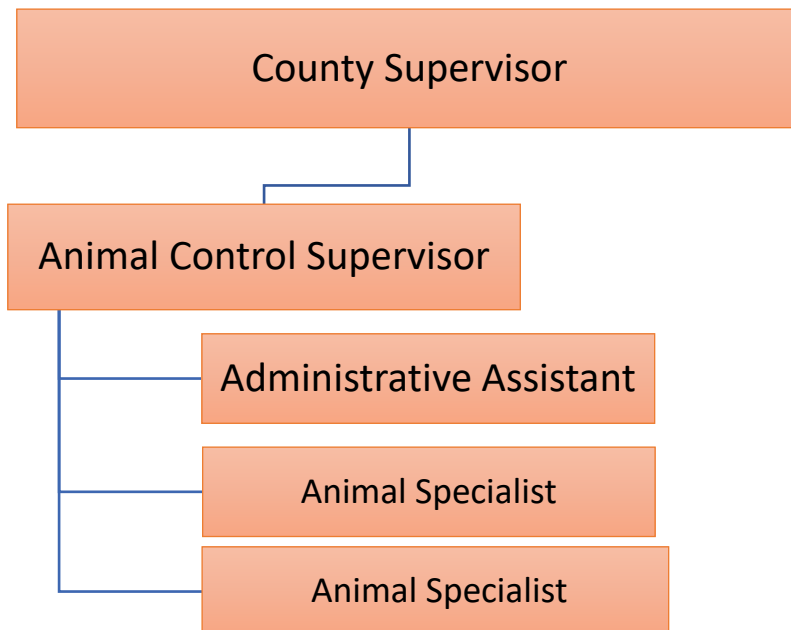 County Supervisor
Animal Control Supervisor
Administrative Assistant
Animal Specialist
Animal Specialist